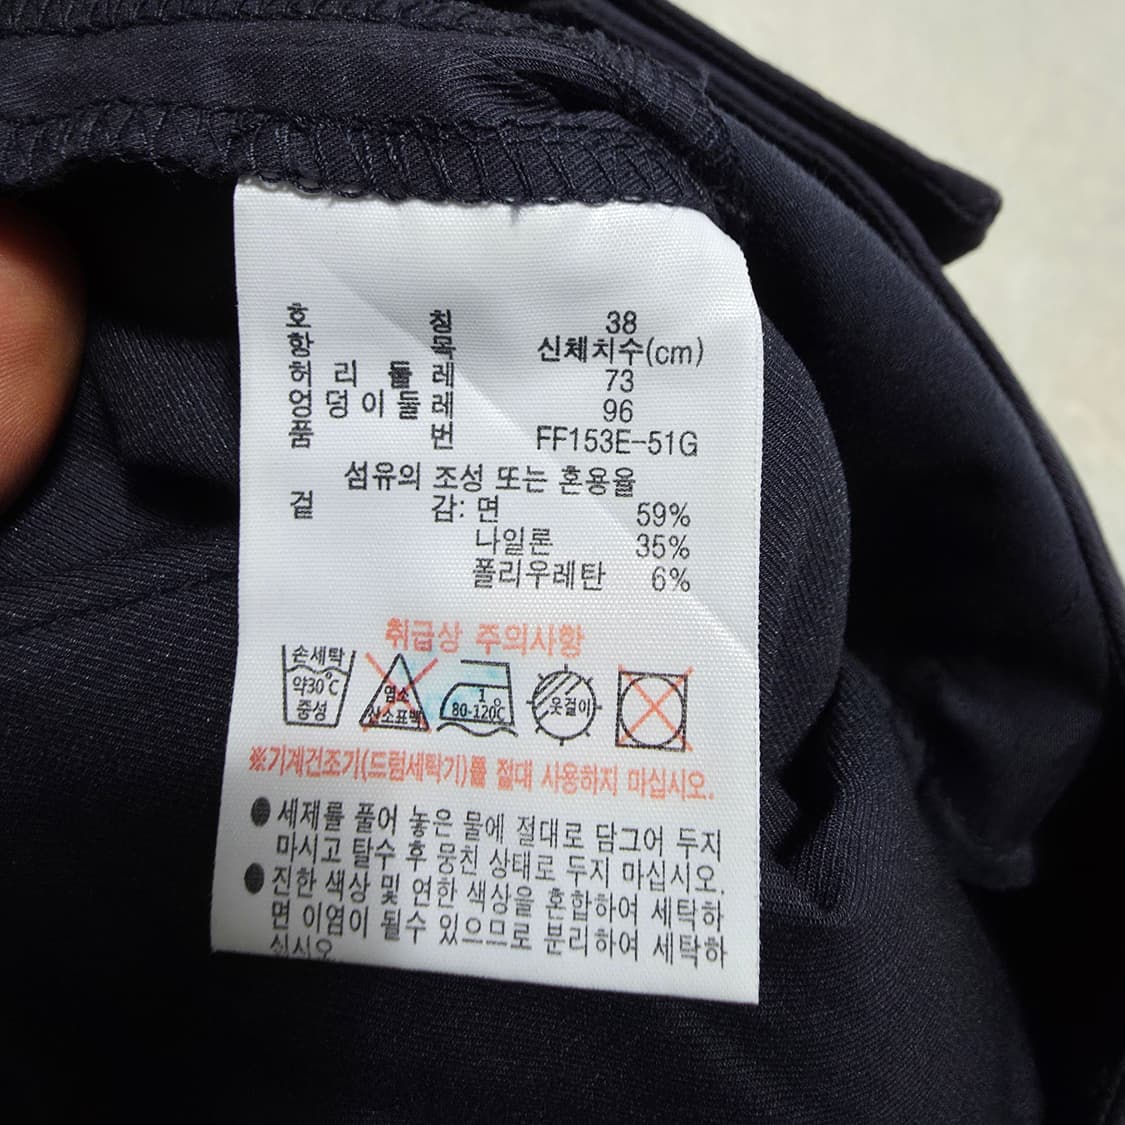 호 칭 38
항 목 신체치수(cm)
허리둘레 73
엉덩이둘레 96
품 번 FF153E-51G
섬유의 조성 또는 혼용율
겉 감: 면 59%
나일론 35%
폴리우레탄 6%
취급상 주의사항
손세탁 약30℃ 중성
염소 산소표백
1 80-120℃
옷걸이
※기계건조기(드럼세탁기)를 절대 사용하지 마십시오.
● 세제를 풀어 놓은 물에 절대로 담그어 두지
마시고 탈수 후 뭉친 상태로 두지 마십시오.
● 진한 색상 및 연한 색상을 혼합하여 세탁하
면 이염이 될수 있으므로 분리하여 세탁하
십시오